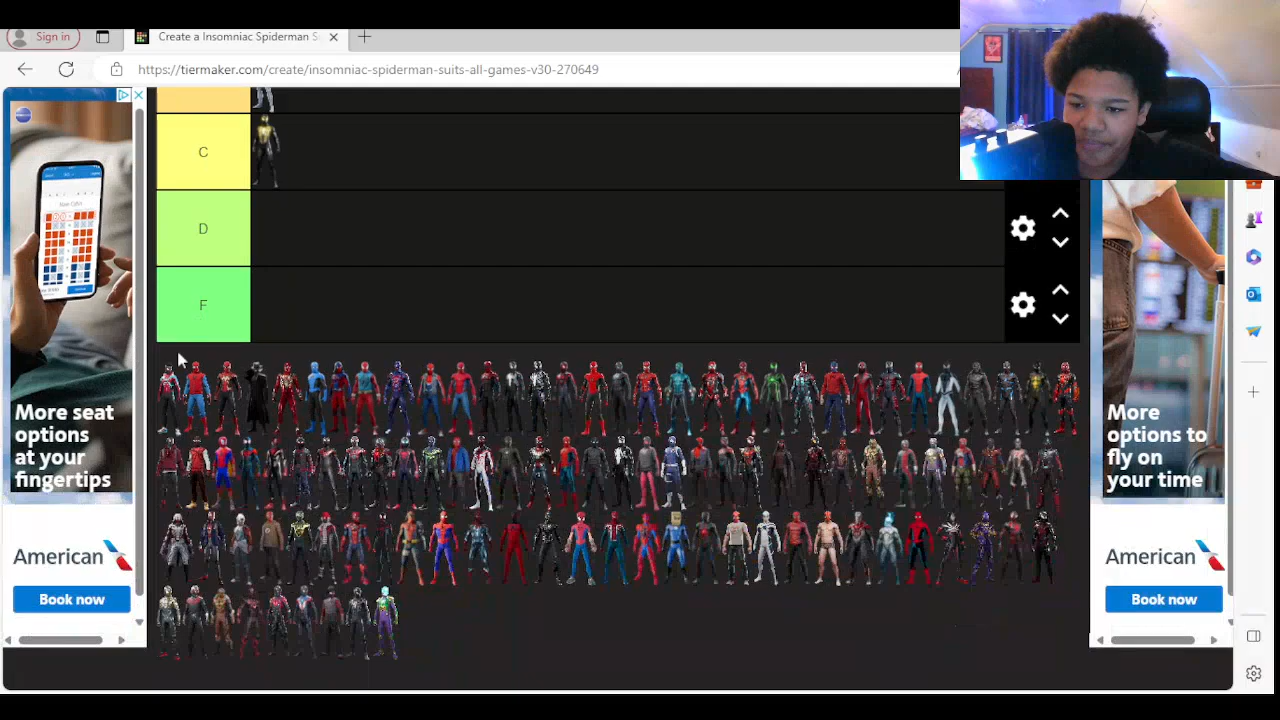 Sign in
Create a Insomniac Spiderman S
https://tiermaker.com/create/insomniac-spiderman-suits-all-games-v30-270649
C
D
F
More seat
options
at your
fingertips
American
Book now
More
options to
fly on
your time
American
Book now